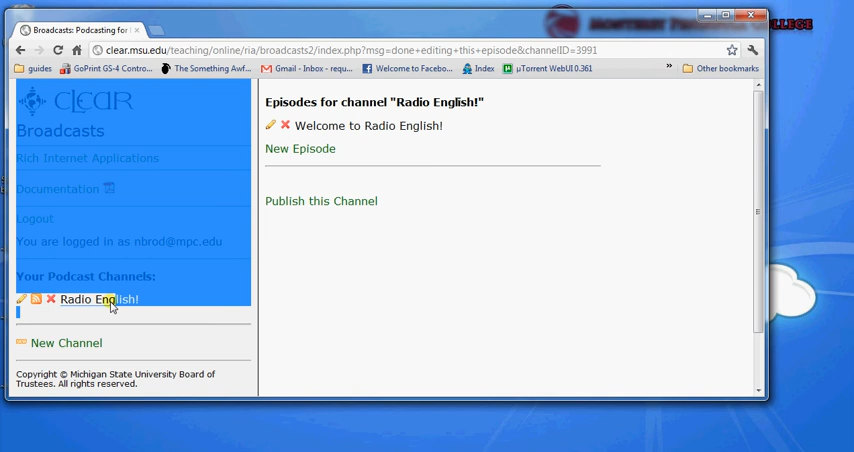 MONTEREY PENINSULA COLLEGE
Broadcasts: Podcasting for
clear.msu.edu/teaching/online/ria/broadcasts2/index.php?msg=done+editing+this+episode&channelID=3991
guides
GoPrint GS-4 Contro...
The Something Awf...
Gmail - Inbox - requ...
Welcome to Facebo...
Index
µTorrent WebUI 0.361
»
Other bookmarks
CLEAR
Broadcasts
Rich Internet Applications
Documentation
Logout
You are logged in as nbrod@mpc.edu
Your Podcast Channels:
Radio English!
New Channel
Copyright © Michigan State University Board of
Trustees. All rights reserved.
Episodes for channel "Radio English!"
Welcome to Radio English!
New Episode
Publish this Channel